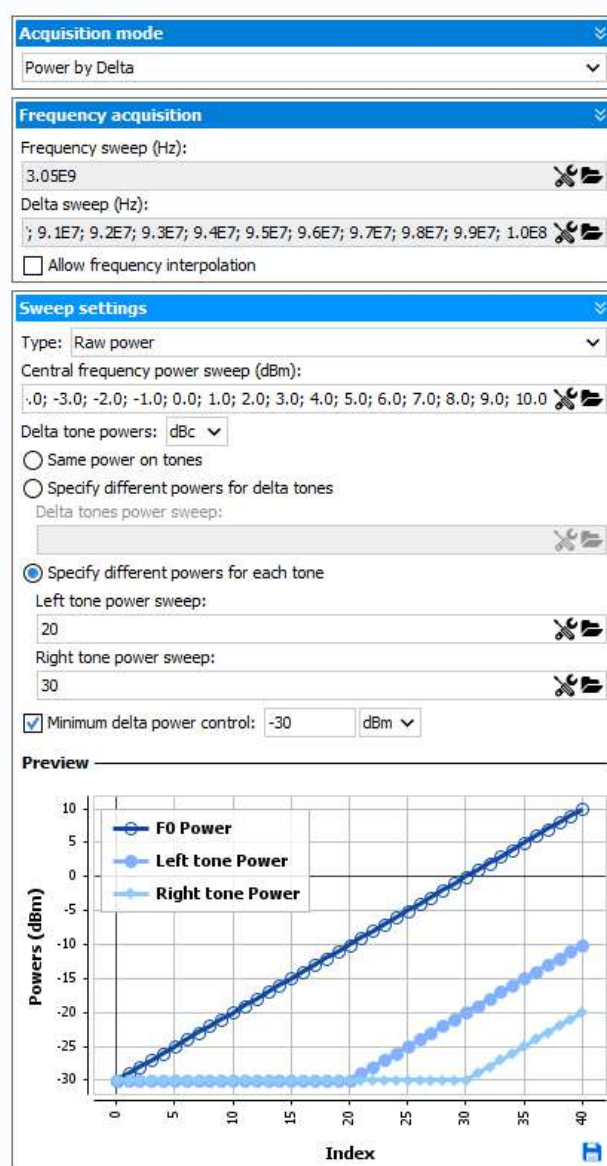 Acquisition mode
Power by Delta
Frequency acquisition
Frequency sweep (Hz):
3.05E9
Delta sweep (Hz):
; 9.1E7; 9.2E7; 9.3E7; 9.4E7; 9.5E7; 9.6E7; 9.7E7; 9.8E7; 9.9E7; 1.0E8
Allow frequency interpolation
Sweep settings
Type: Raw power
Central frequency power sweep (dBm):
.0; -3.0; -2.0; -1.0; 0.0; 1.0; 2.0; 3.0; 4.0; 5.0; 6.0; 7.0; 8.0; 9.0; 10.0
Delta tone powers: dBc
Same power on tones
Specify different powers for delta tones
Delta tones power sweep:
Specify different powers for each tone
Left tone power sweep:
20
Right tone power sweep:
30
Minimum delta power control: -30 dBm
Preview
F0 Power
Left tone Power
Right tone Power
Powers (dBm)
10
5
0
-5
-10
-15
-20
-25
-30
0 5 10 15 20 25 30 35 40
Index